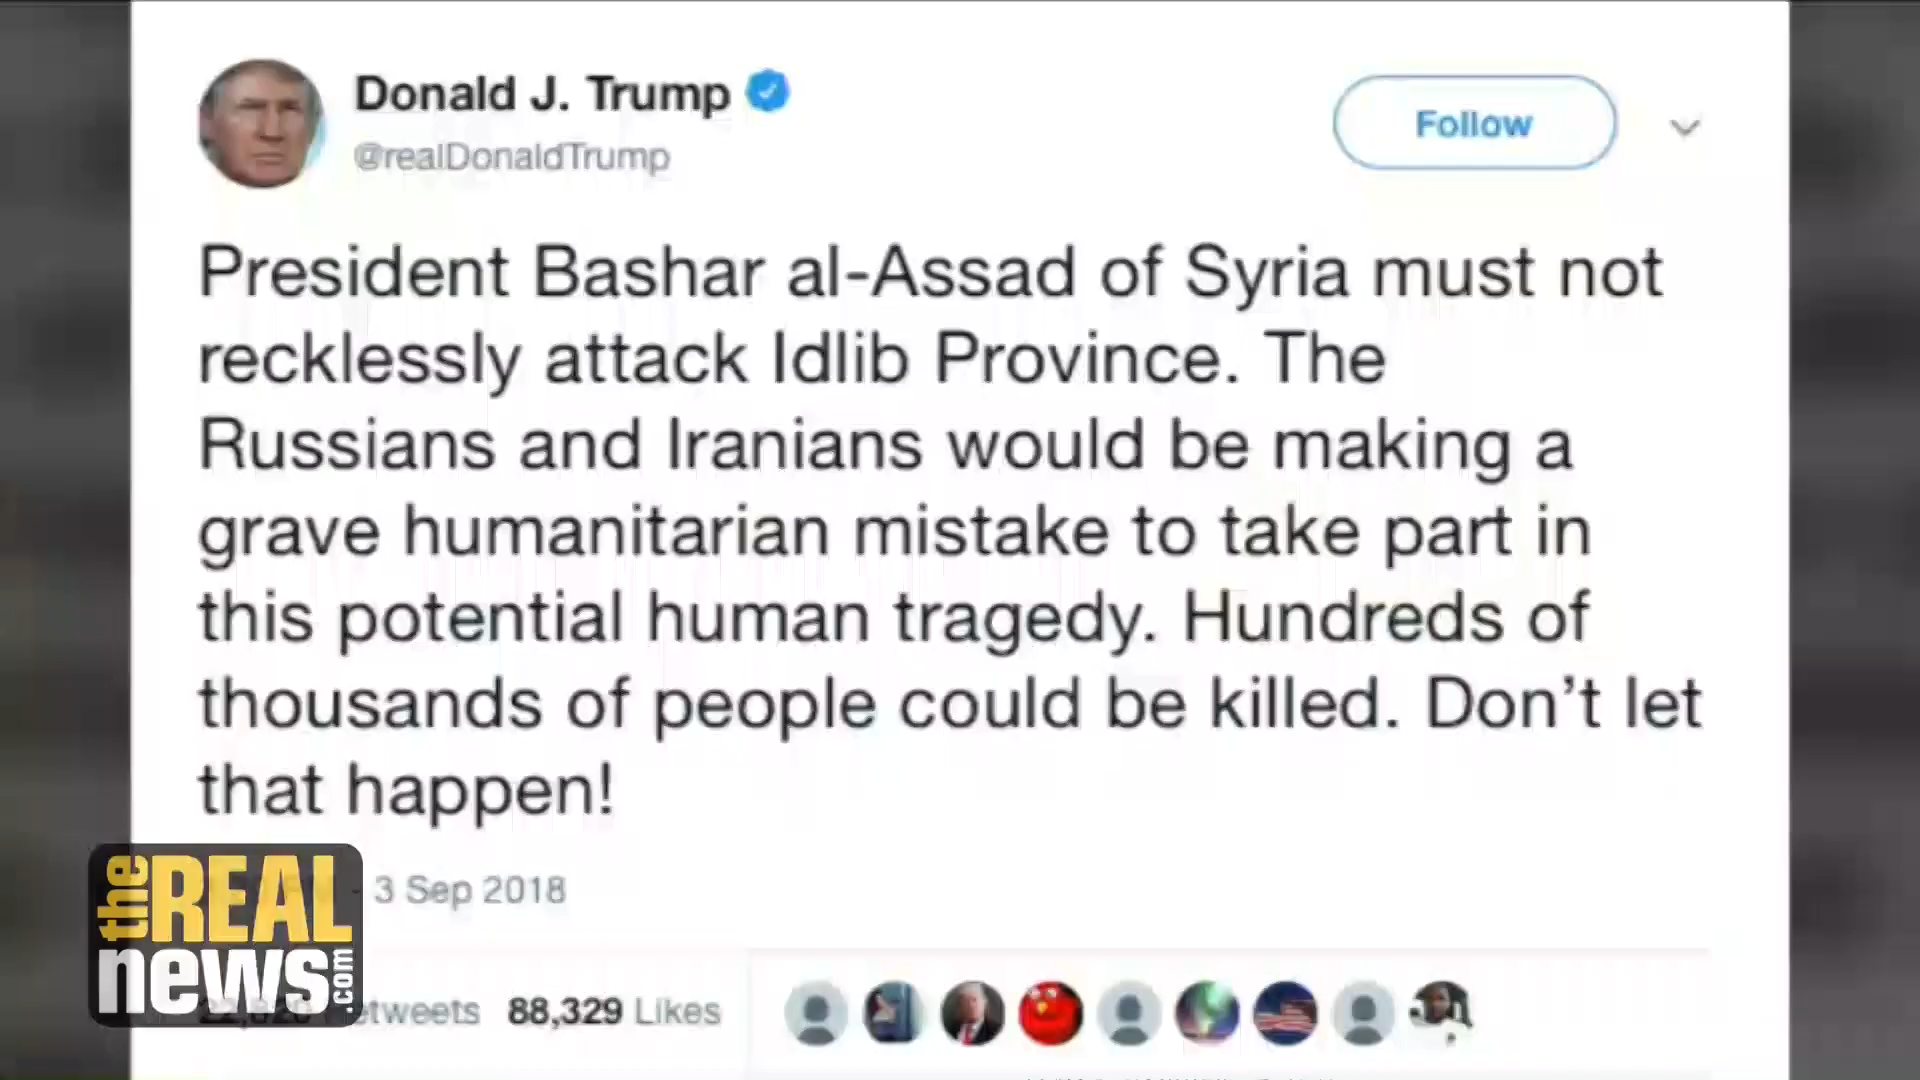 Donald J. Trump
@realDonaldTrump
Follow
President Bashar al-Assad of Syria must not
recklessly attack Idlib Province. The
Russians and Iranians would be making a
grave humanitarian mistake to take part in
this potential human tragedy. Hundreds of
thousands of people could be killed. Don’t let
that happen!
- 3 Sep 2018
the REAL
news.com
etweets 88,329 Likes